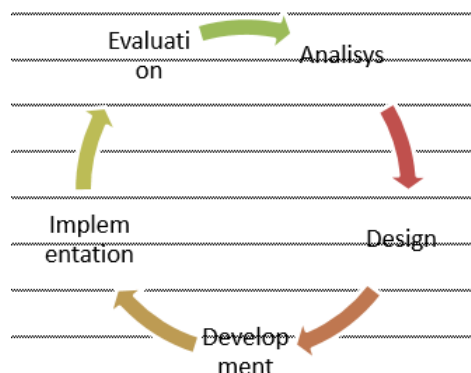 Evaluati
on
Analisys
Implem
entation
Design
Develop
ment